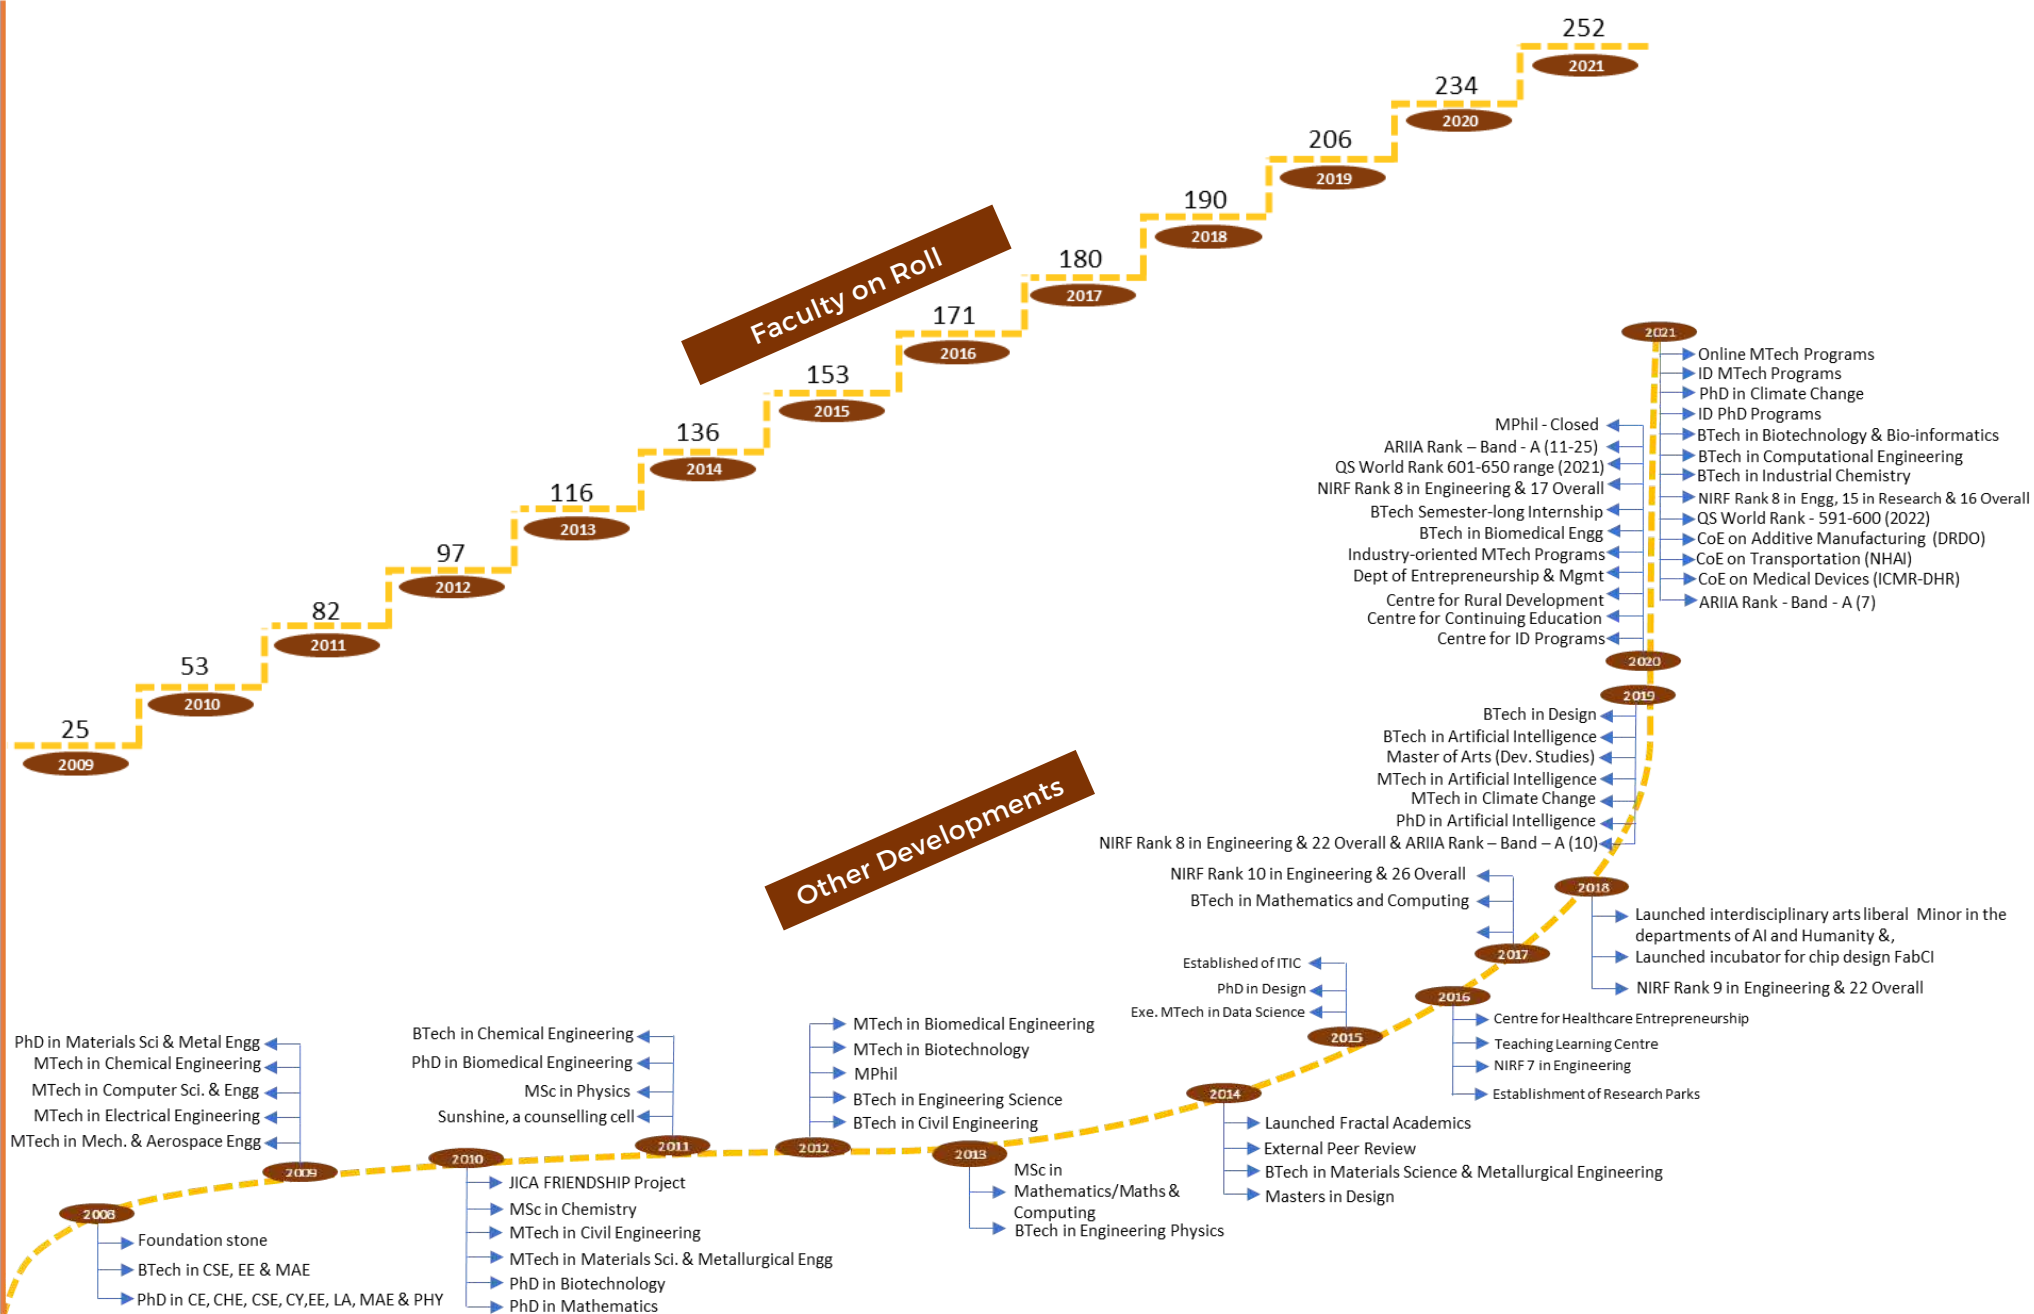 252
2021
234
2020
206
2019
190
2018
180
2017
171
2016
153
2015
136
2014
116
2013
97
2012
82
2011
53
2010
25
2009
Faculty on Roll
Other Developments
2008
Foundation stone
BTech in CSE, EE & MAE
PhD in CE, CHE, CSE, CY,EE, LA, MAE & PHY
PhD in Materials Sci & Metal Engg
MTech in Chemical Engineering
MTech in Computer Sci. & Engg
MTech in Electrical Engineering
MTech in Mech. & Aerospace Engg
2009
2010
JICA FRIENDSHIP Project
MSc in Chemistry
MTech in Civil Engineering
MTech in Materials Sci. & Metallurgical Engg
PhD in Biotechnology
PhD in Mathematics
BTech in Chemical Engineering
PhD in Biomedical Engineering
MSc in Physics
Sunshine, a counselling cell
2011
MTech in Biomedical Engineering
MTech in Biotechnology
MPhil
BTech in Engineering Science
BTech in Civil Engineering
2012
2013
MSc in
Mathematics/Maths &
Computing
BTech in Engineering Physics
2014
Launched Fractal Academics
External Peer Review
BTech in Materials Science & Metallurgical Engineering
Masters in Design
Established of ITIC
PhD in Design
Exe. MTech in Data Science
2015
2016
Centre for Healthcare Entrepreneurship
Teaching Learning Centre
NIRF 7 in Engineering
Establishment of Research Parks
NIRF Rank 10 in Engineering & 26 Overall
BTech in Mathematics and Computing
2017
2018
Launched interdisciplinary arts liberal Minor in the
departments of AI and Humanity &,
Launched incubator for chip design FabCI
NIRF Rank 9 in Engineering & 22 Overall
2019
BTech in Design
BTech in Artificial Intelligence
Master of Arts (Dev. Studies)
MTech in Artificial Intelligence
MTech in Climate Change
PhD in Artificial Intelligence
NIRF Rank 8 in Engineering & 22 Overall & ARIIA Rank – Band – A (10)
MPhil - Closed
ARIIA Rank – Band - A (11-25)
QS World Rank 601-650 range (2021)
NIRF Rank 8 in Engineering & 17 Overall
BTech Semester-long Internship
BTech in Biomedical Engg
Industry-oriented MTech Programs
Dept of Entrepreneurship & Mgmt
Centre for Rural Development
Centre for Continuing Education
Centre for ID Programs
2020
2021
Online MTech Programs
ID MTech Programs
PhD in Climate Change
ID PhD Programs
BTech in Biotechnology & Bio-informatics
BTech in Computational Engineering
BTech in Industrial Chemistry
NIRF Rank 8 in Engg, 15 in Research & 16 Overall
QS World Rank - 591-600 (2022)
CoE on Additive Manufacturing (DRDO)
CoE on Transportation (NHAI)
CoE on Medical Devices (ICMR-DHR)
ARIIA Rank - Band - A (7)